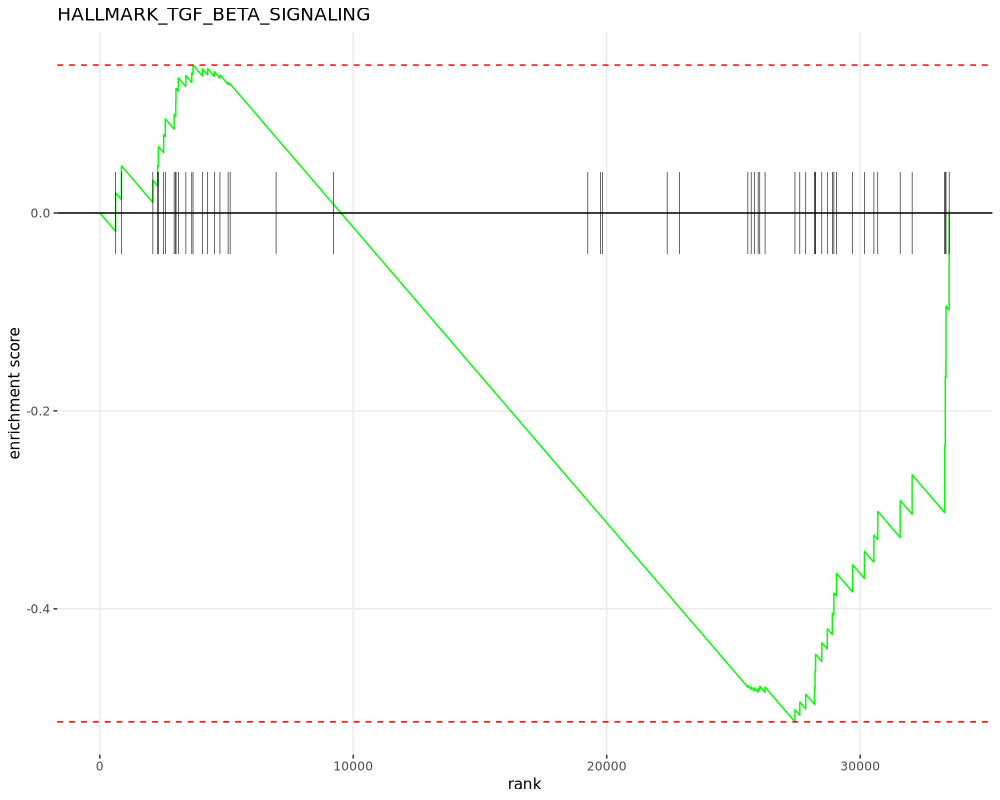 HALLMARK_TGF_BETA_SIGNALING
enrichment score
0.0
-0.2
-0.4
0
10000
20000
30000
rank